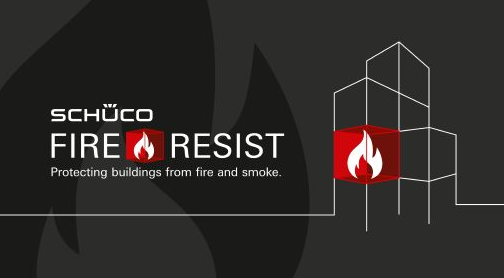 SCHÜCO
FIRE RESIST
Protecting buildings from fire and smoke.